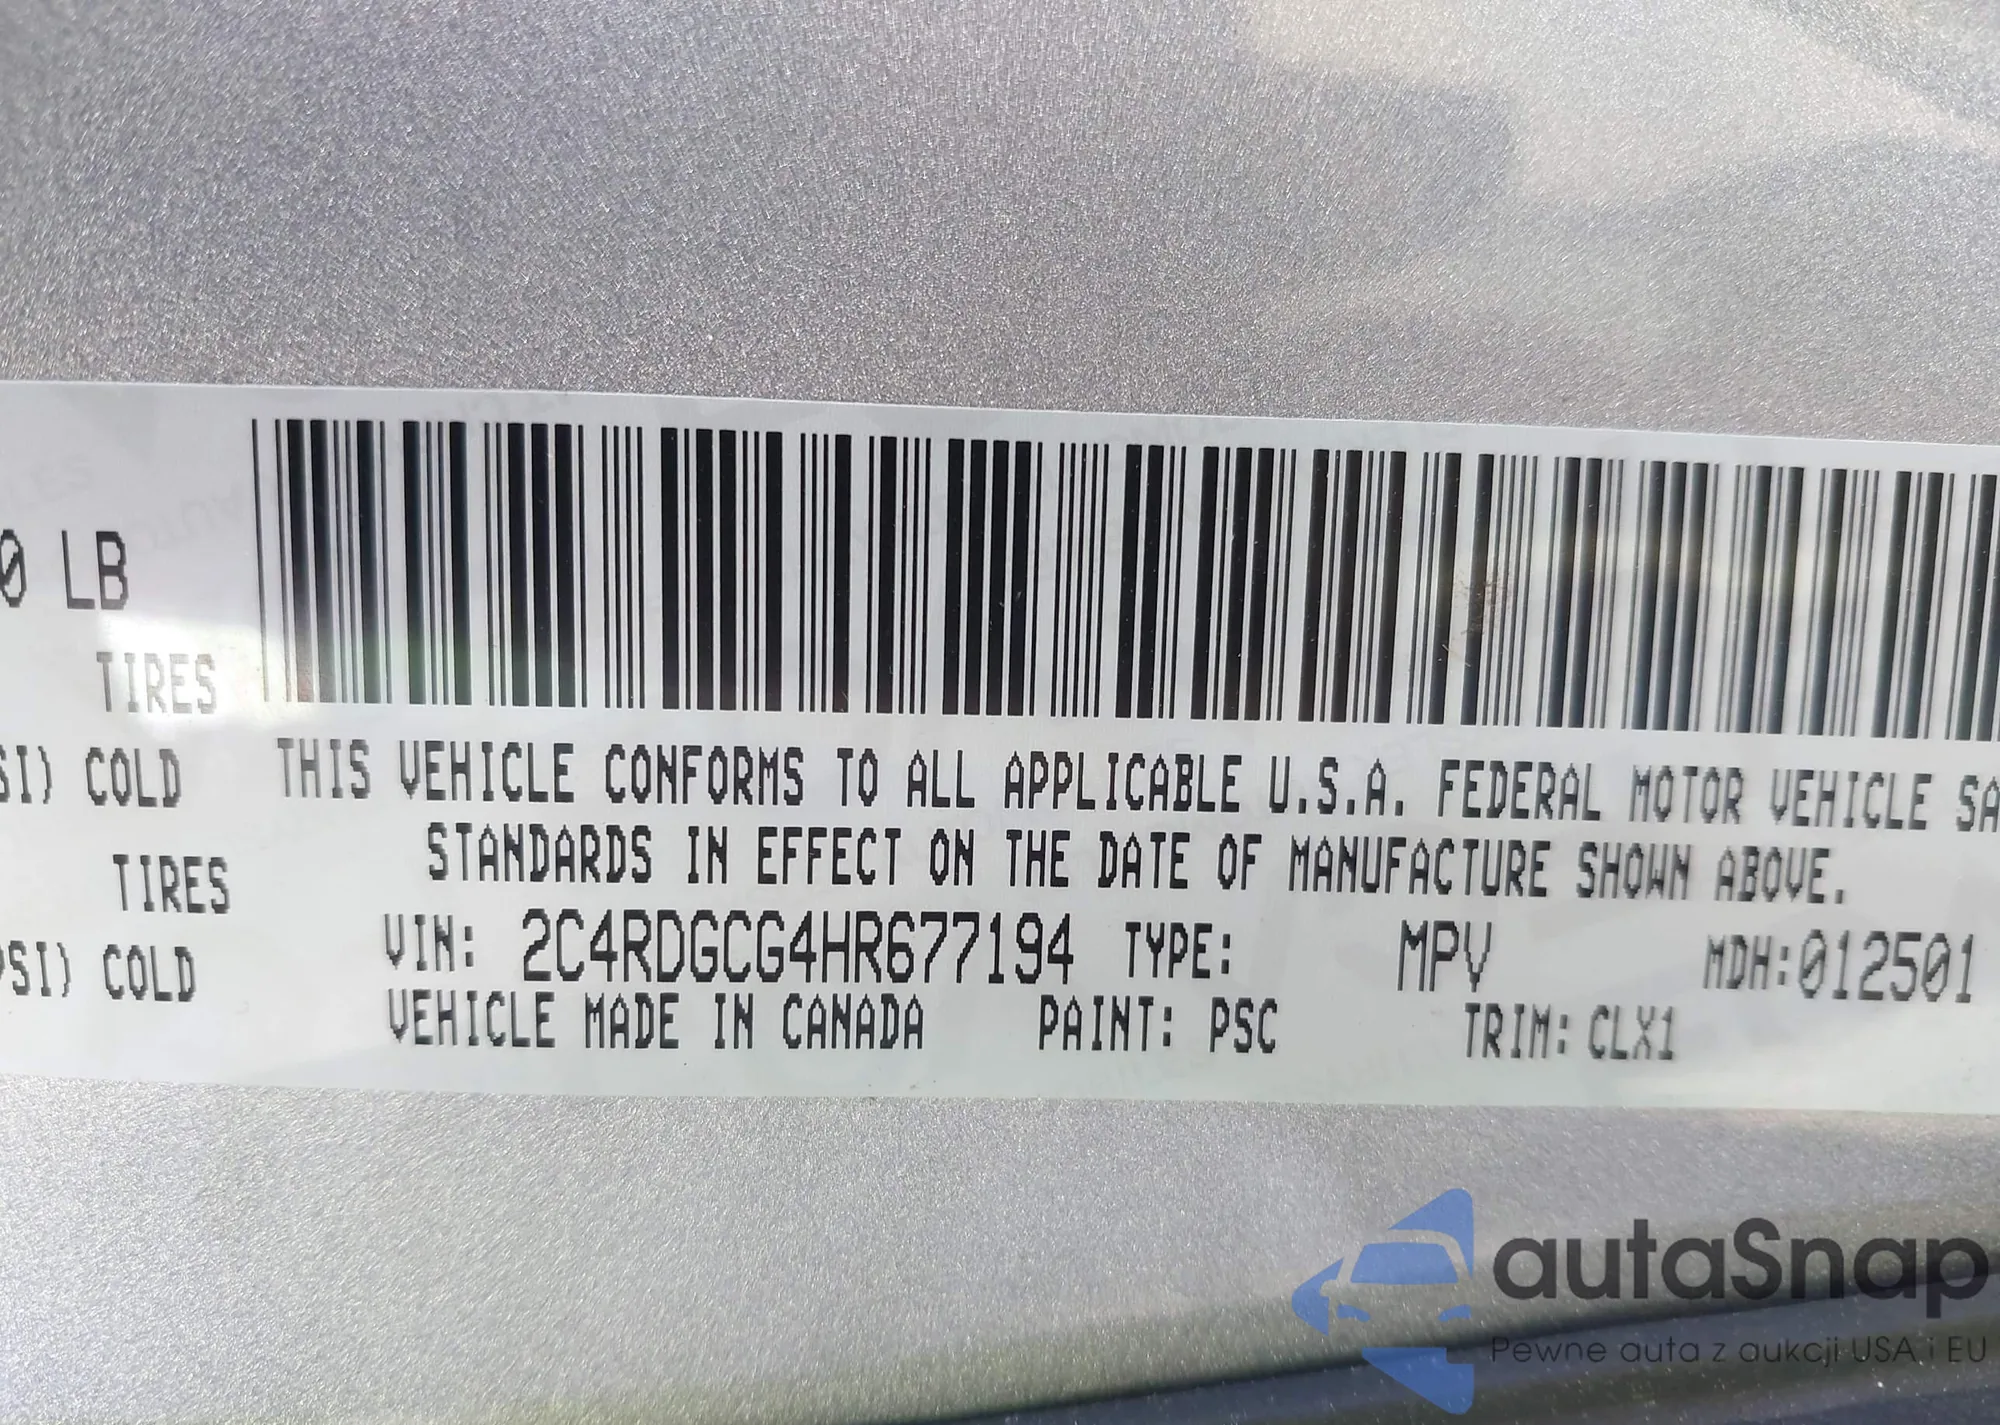 0 LB
TIRES
SI) COLD
THIS VEHICLE CONFORMS TO ALL APPLICABLE U.S.A. FEDERAL MOTOR VEHICLE SA
STANDARDS IN EFFECT ON THE DATE OF MANUFACTURE SHOWN ABOVE.
TIRES
PSI) COLD
VIN: 2C4RDGCG4HR677194 TYPE: MPV MDH:012501
VEHICLE MADE IN CANADA PAINT: PSC TRIM: CLX1
autaSnap
Pewne auta z aukcji USA i EU